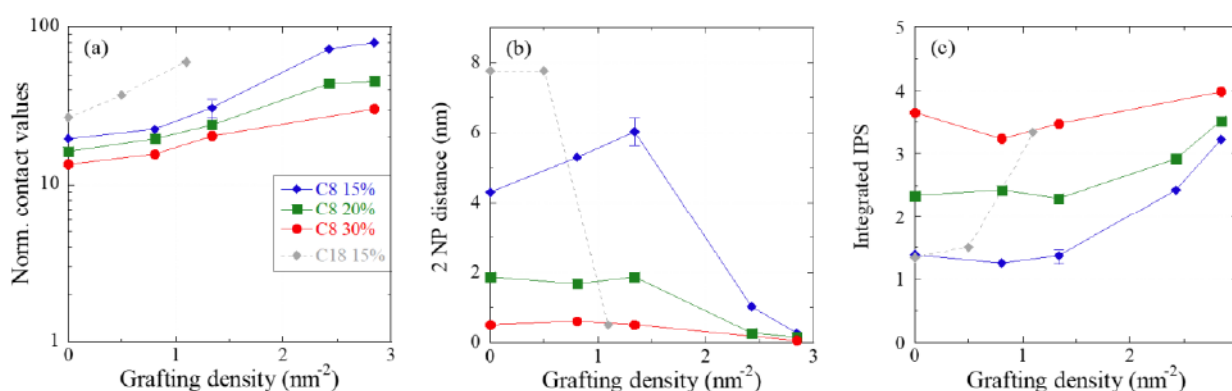 (a)
Norm. contact values
100
10
1
0
1
2
3
Grafting density (nm-2)
C8 15%
C8 20%
C8 30%
C18 15%
(b)
2 NP distance (nm)
8
6
4
2
0
0
1
2
3
Grafting density (nm-2)
(c)
Integrated IPS
5
4
3
2
1
0
0
1
2
Grafting density (nm-2)